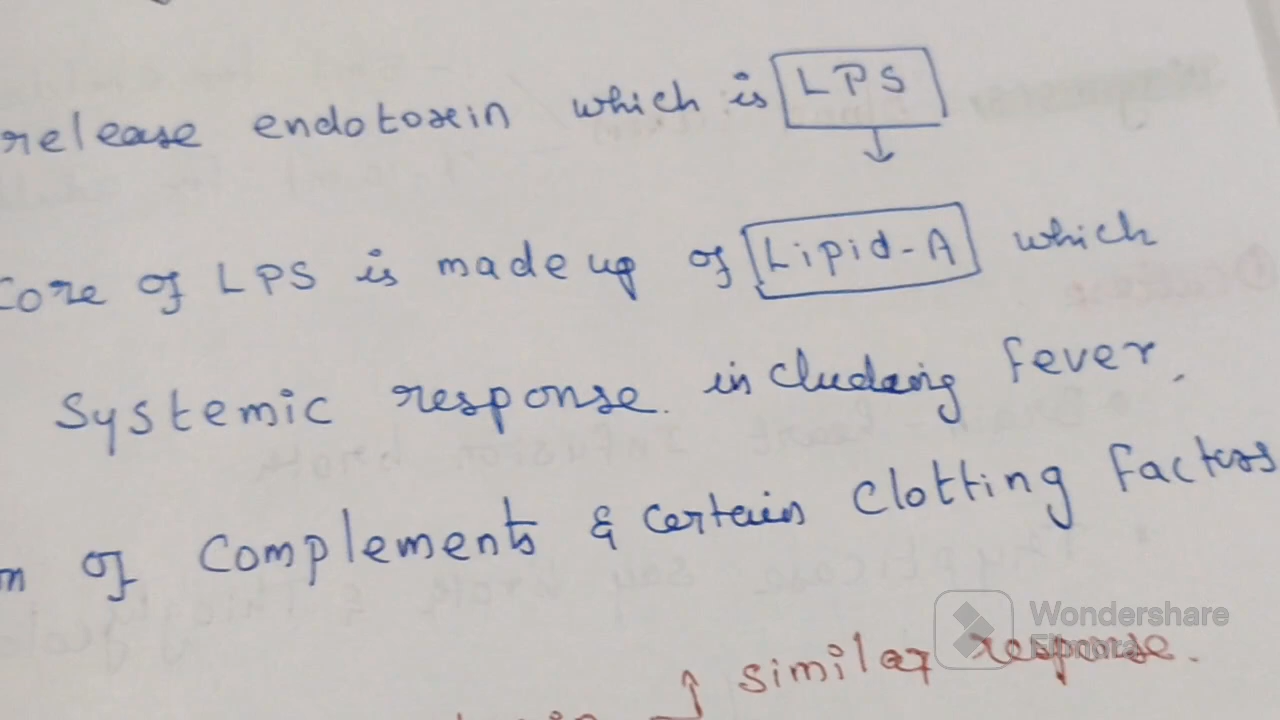 release endotoxin which is LPS
↓
Core of LPS is made up of Lipid-A which
Systemic response. including fever,
of complements & certain clotting factors
similar response.
Wondershare
Filmora